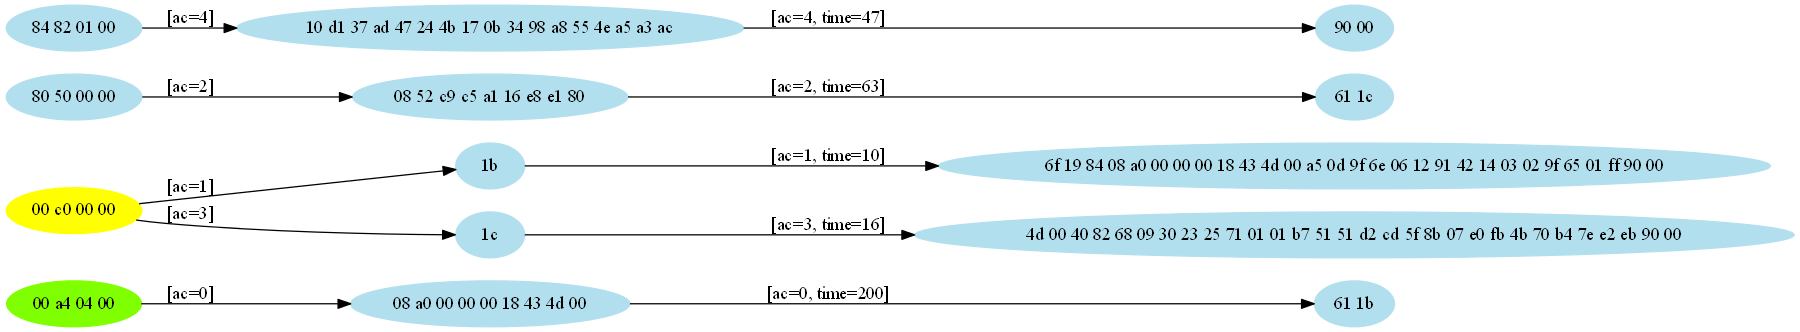 84 82 01 00 [ac=4] 10 d1 37 ad 47 24 4b 17 0b 34 98 a8 55 4e a5 a3 ac [ac=4, time=47] 90 00
80 50 00 00 [ac=2] 08 52 c9 c5 a1 16 e8 e1 80 [ac=2, time=63] 61 1c
[ac=1] 1b [ac=1, time=10] 6f 19 84 08 a0 00 00 00 18 43 4d 00 a5 0d 9f 6e 06 12 91 42 14 03 02 9f 65 01 ff 90 00
00 c0 00 00
[ac=3] 1c [ac=3, time=16] 4d 00 40 82 68 09 30 23 25 71 01 01 b7 51 51 d2 cd 5f 8b 07 e0 fb 4b 70 b4 7e e2 eb 90 00
00 a4 04 00 [ac=0] 08 a0 00 00 00 18 43 4d 00 [ac=0, time=200] 61 1b